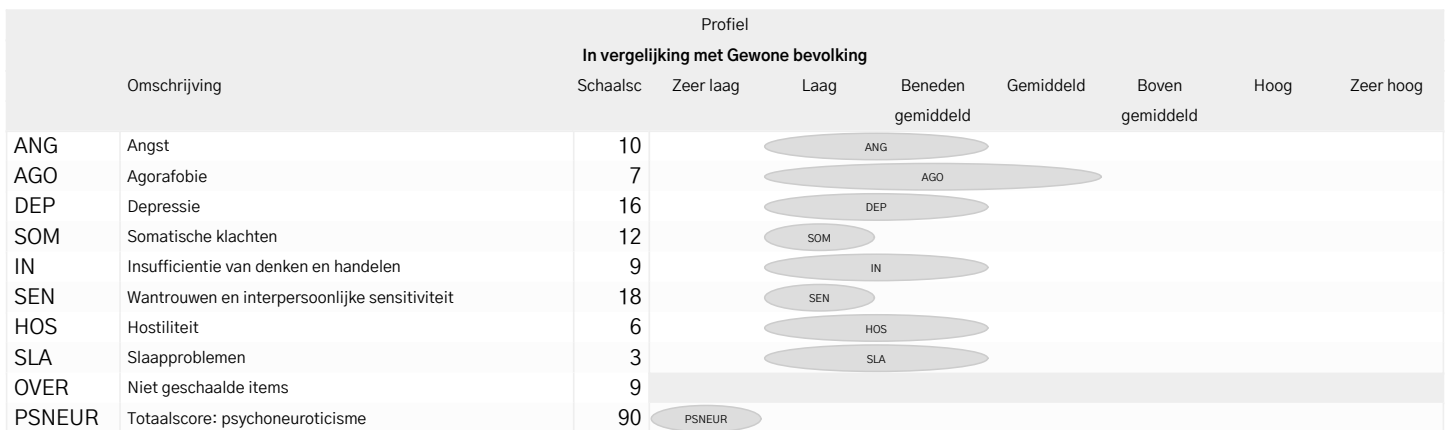 Profiel
In vergelijking met Gewone bevolking
Omschrijving Schaalsc Zeer laag Laag Beneden gemiddeld Gemiddeld Boven gemiddeld Hoog Zeer hoog
ANG Angst 10 ANG
AGO Agorafobie 7 AGO
DEP Depressie 16 DEP
SOM Somatische klachten 12 SOM
IN Insufficientie van denken en handelen 9 IN
SEN Wantrouwen en interpersoonlijke sensitiviteit 18 SEN
HOS Hostiliteit 6 HOS
SLA Slaapproblemen 3 SLA
OVER Niet geschaalde items 9
PSNEUR Totaalscore: psychoneuroticisme 90 PSNEUR